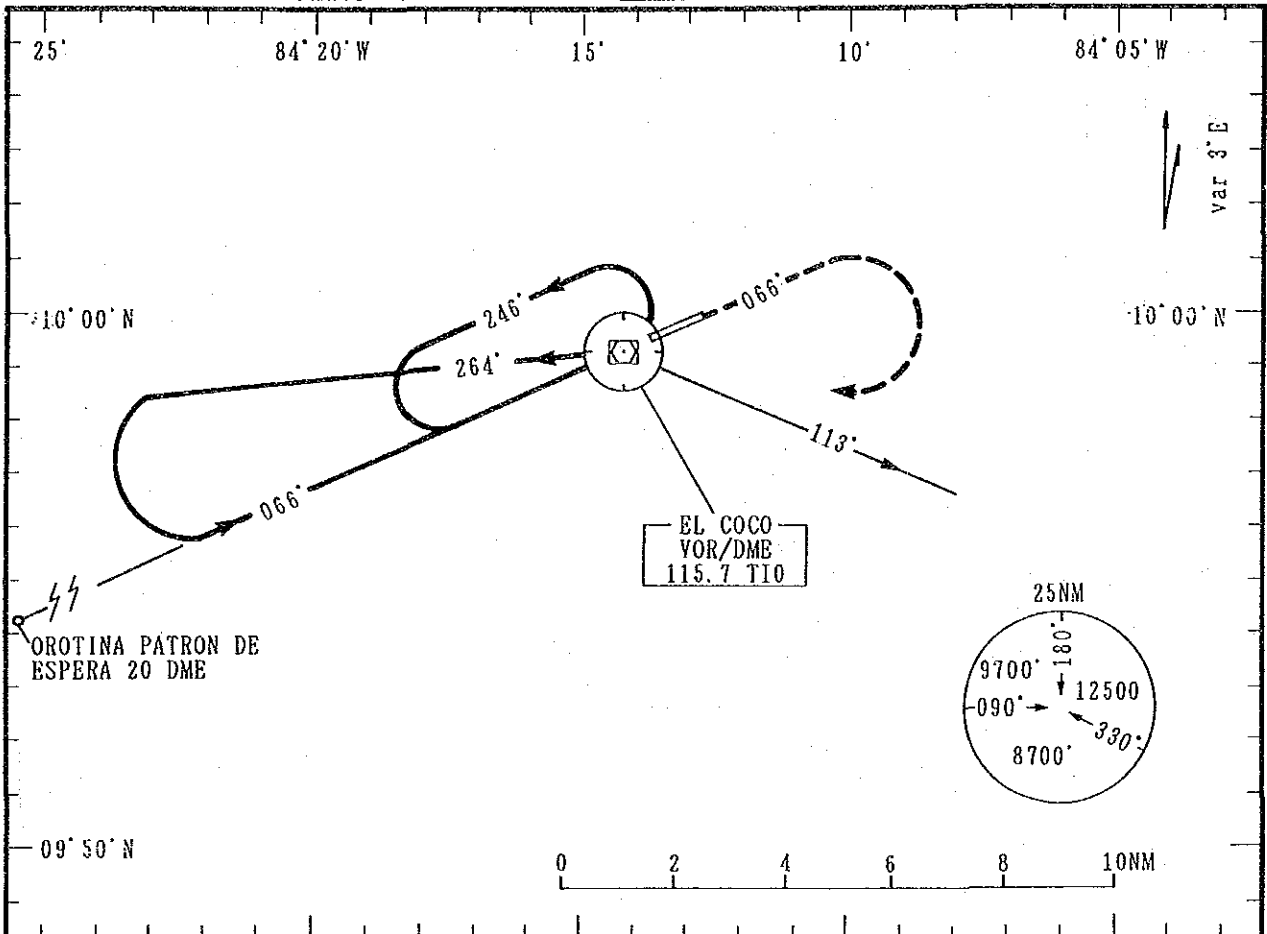 25' 84°20'W 15' 10' 84°05'W
var 3°E
066°
246°
10°00'N 10°00'N
264°
113°
066°
EL COCO
VOR/DME
115.7 TIO
25NM
OROTINA PATRON DE
ESPERA 20 DME
180°
9700'
12500
090°
330°
8700'
09°50'N
0 2 4 6 8 10NM